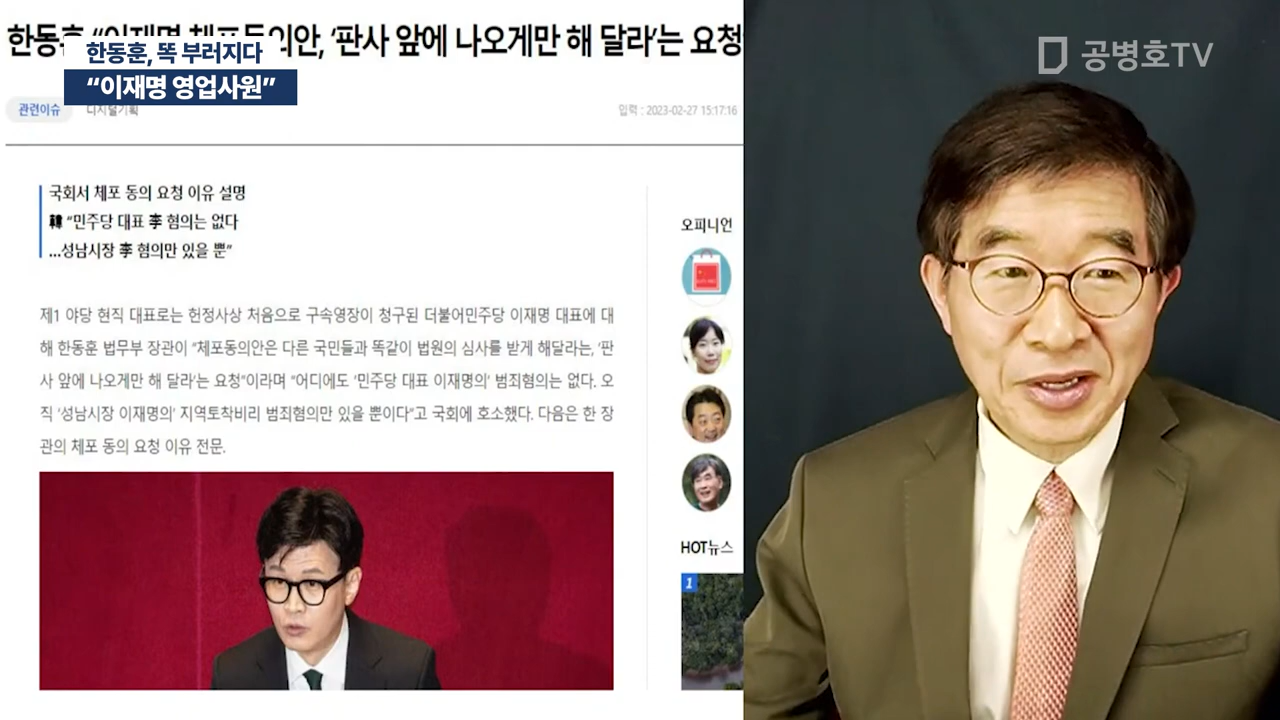 한동훈 “이재명 체포동의안, ‘판사 앞에 나오게만 해 달라’는 요청
한동훈, 똑 부러지다
“이재명 영업사원”
공병호TV
관련이슈 디지털기획
입력 : 2023-02-27 15:17:16
국회서 체포 동의 요청 이유 설명
韓 “민주당 대표 李 혐의는 없다
...성남시장 李 혐의만 있을 뿐”
오피니언
제1 야당 현직 대표로는 헌정사상 처음으로 구속영장이 청구된 더불어민주당 이재명 대표에 대
해 한동훈 법무부 장관이 “체포동의안은 다른 국민들과 똑같이 법원의 심사를 받게 해달라는, ‘판
사 앞에 나오게만 해 달라’는 요청”이라며 “어디에도 ‘민주당 대표 이재명의’ 범죄혐의는 없다. 오
직 ‘성남시장 이재명의’ 지역토착비리 범죄혐의만 있을 뿐이다”고 국회에 호소했다. 다음은 한 장
관의 체포 동의 요청 이유 전문.
HOT뉴스
1